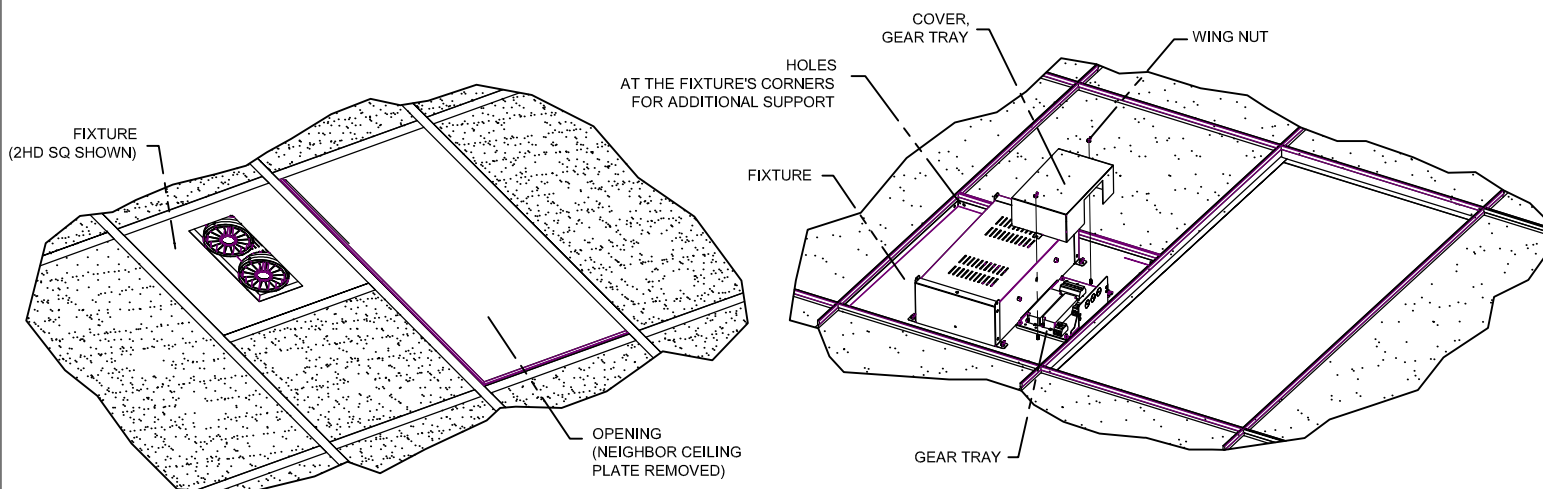 FIXTURE
(2HD SQ SHOWN)
OPENING
(NEIGHBOR CEILING
PLATE REMOVED)
COVER,
GEAR TRAY
WING NUT
HOLES
AT THE FIXTURE'S CORNERS
FOR ADDITIONAL SUPPORT
FIXTURE
GEAR TRAY